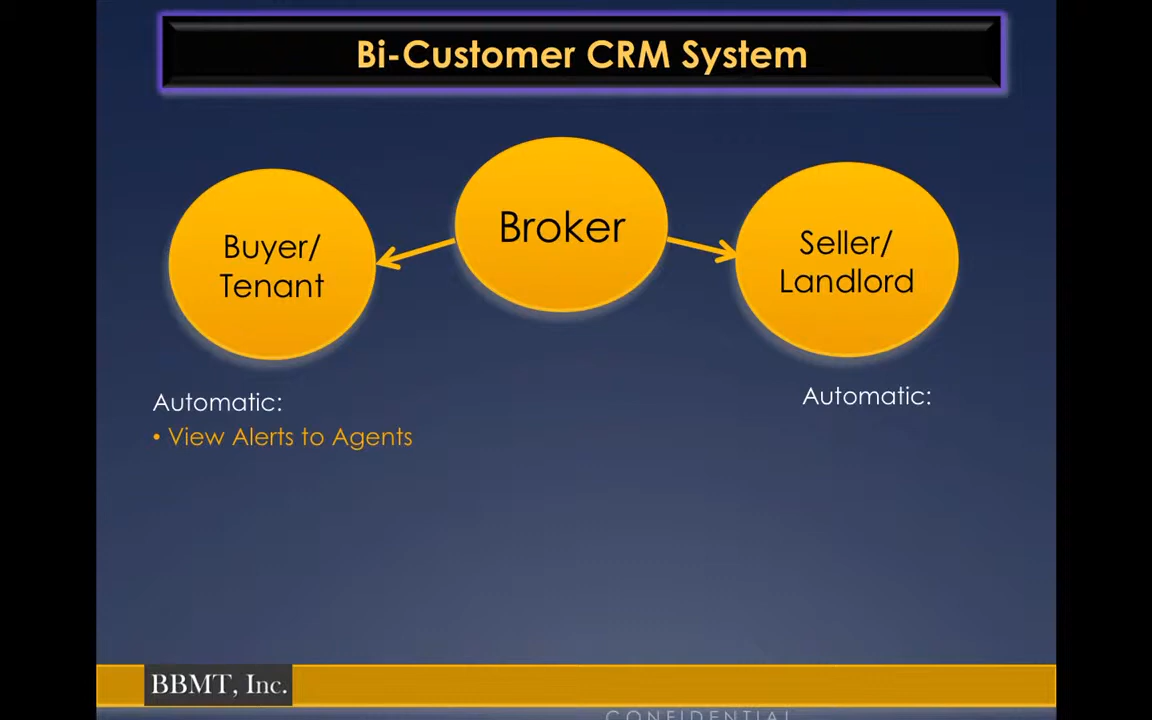 Bi-Customer CRM System
Broker
Buyer/
Tenant
Seller/
Landlord
Automatic:
• View Alerts to Agents
Automatic:
BBMT, Inc.
CONFIDENTIAL